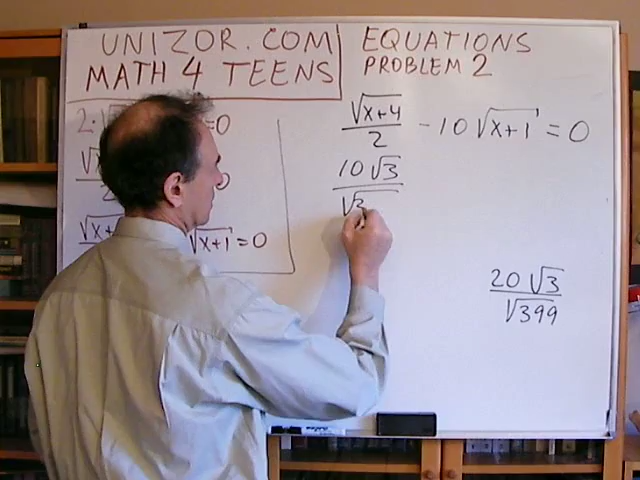 UNIZOR.COM
MATH 4 TEENS
EQUATIONS
PROBLEM 2
2·√ =0
√x
√x+ √x+1 =0
√x+4/2 - 10√x+1 = 0
10√3
√3
20√3
√399